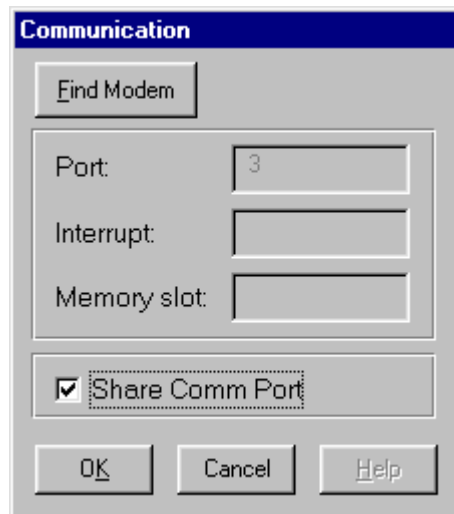 Communication
Find Modem
Port: 3
Interrupt:
Memory slot:
Share Comm Port
OK Cancel Help